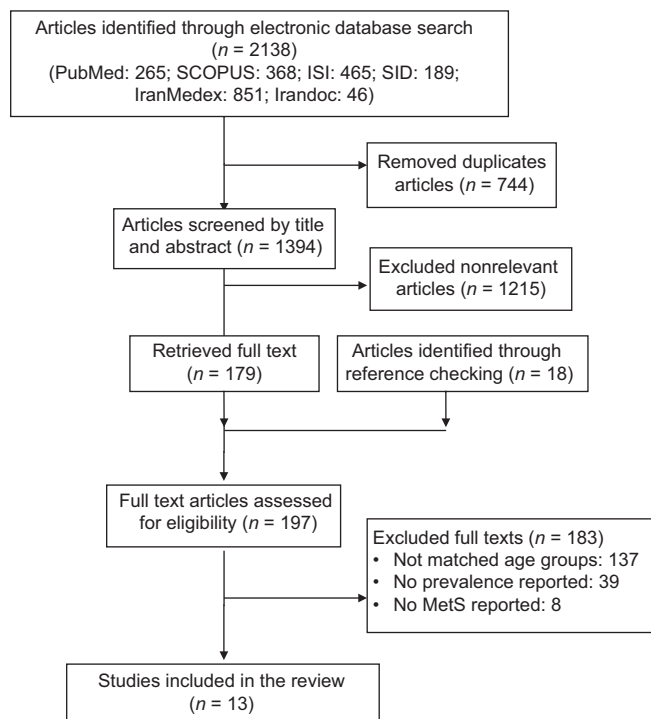 Articles identified through electronic database search
(n = 2138)
(PubMed: 265; SCOPUS: 368; ISI: 465; SID: 189;
IranMedex: 851; Irandoc: 46)
Removed duplicates
articles (n = 744)
Articles screened by title
and abstract (n = 1394)
Excluded nonrelevant
articles (n = 1215)
Retrieved full text
(n = 179)
Articles identified through
reference checking (n = 18)
Full text articles assessed
for eligibility (n = 197)
Excluded full texts (n = 183)
• Not matched age groups: 137
• No prevalence reported: 39
• No MetS reported: 8
Studies included in the review
(n = 13)